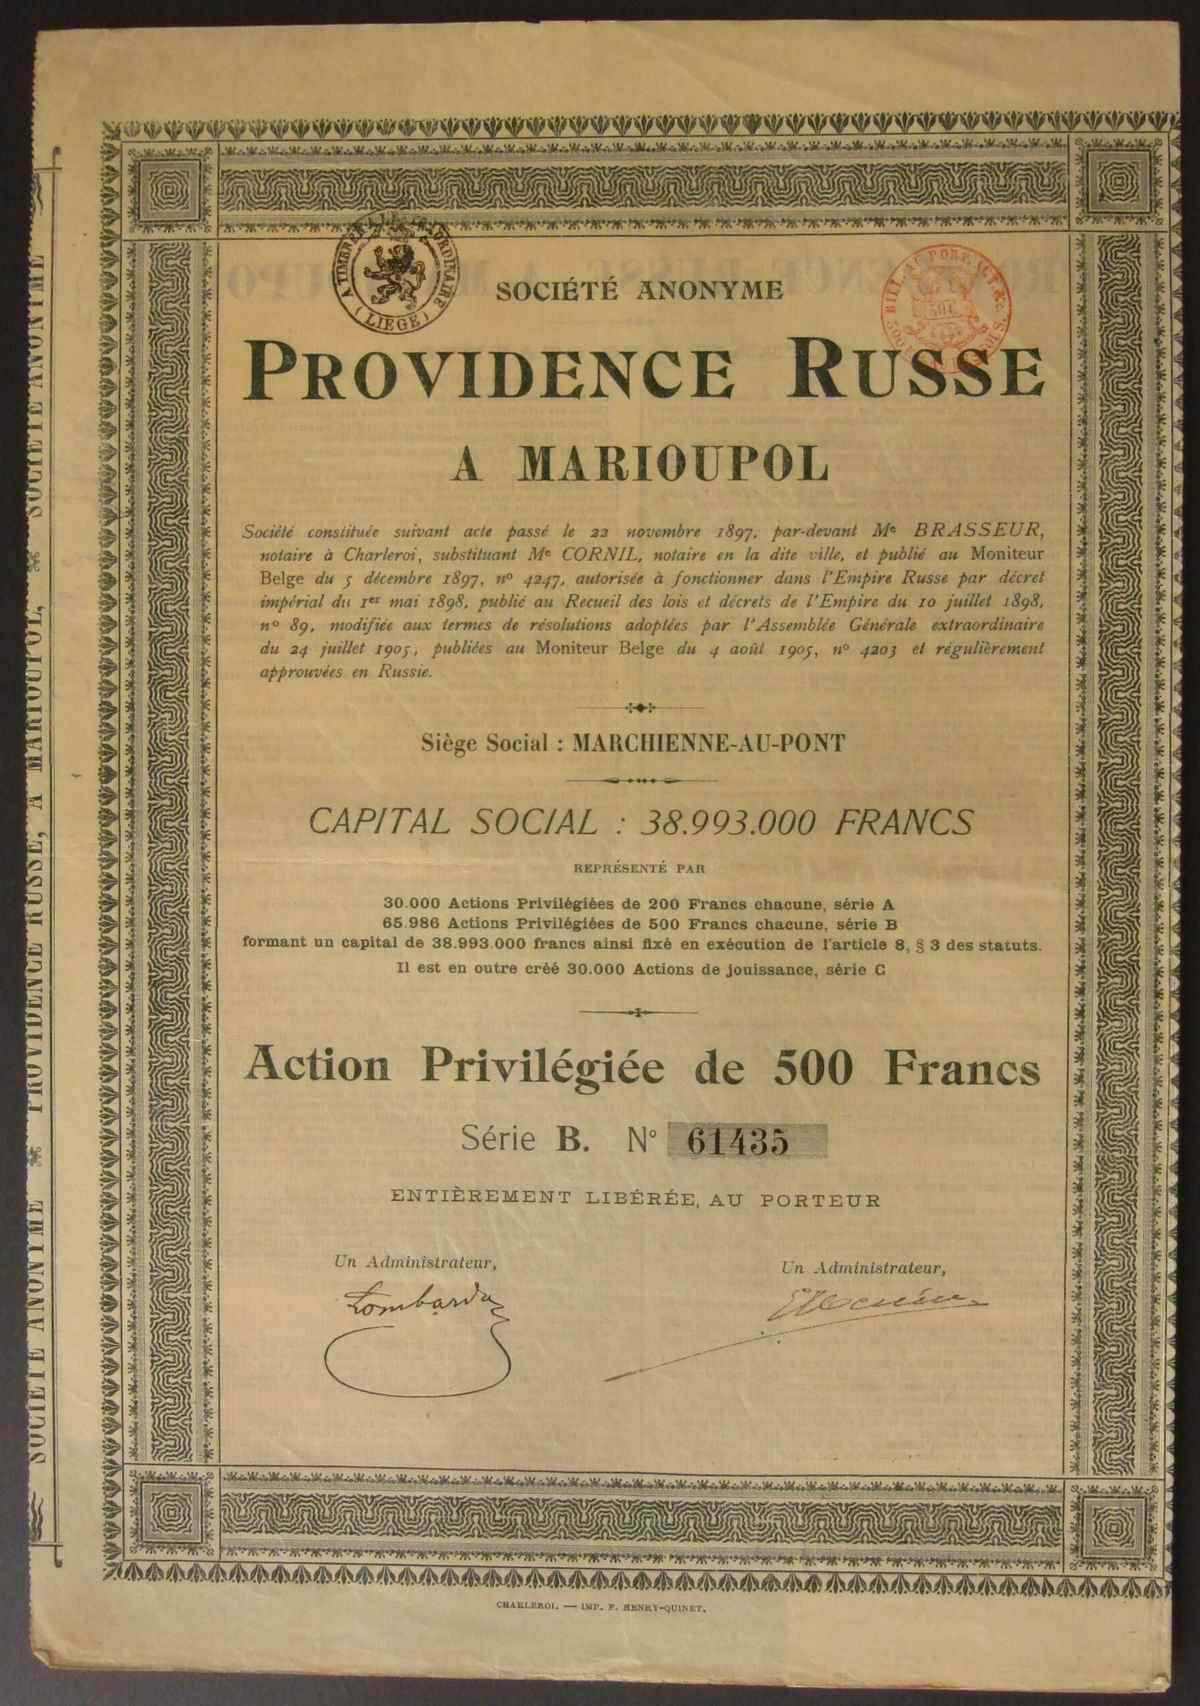 A TIMBRE EXTRAORDINAIRE
(LIÈGE)
SOCIÉTÉ ANONYME
PROVIDENCE RUSSE
A MARIOUPOL
Société constituée suivant acte passé le 22 novembre 1897, par-devant Me BRASSEUR,
notaire à Charleroi, substituant Me CORNIL, notaire en la dite ville, et publié au Moniteur
Belge du 5 décembre 1897, no 4247, autorisée à fonctionner dans l'Empire Russe par décret
impérial du 1er mai 1898, publié au Recueil des lois et décrets de l'Empire du 10 juillet 1898,
no 89, modifiée aux termes de résolutions adoptées par l'Assemblée Générale extraordinaire
du 24 juillet 1905, publiées au Moniteur Belge du 4 août 1905, no 4203 et régulièrement
approuvées en Russie.
Siège Social : MARCHIENNE-AU-PONT
CAPITAL SOCIAL : 38.993.000 FRANCS
REPRÉSENTÉ PAR
30.000 Actions Privilégiées de 200 Francs chacune, série A
65.986 Actions Privilégiées de 500 Francs chacune, série B
formant un capital de 38.993.000 francs ainsi fixé en exécution de l'article 8, § 3 des statuts.
Il est en outre créé 30.000 Actions de jouissance, série C
Action Privilégiée de 500 Francs
Série B. No 61435
ENTIÈREMENT LIBÉRÉE, AU PORTEUR
Un Administrateur,
Un Administrateur,
Lombarda
CHARLEROI. — IMP. F. HENRY-QUINET.
SOCIÉTÉ ANONYME PROVIDENCE RUSSE, A MARIOUPOL, SOCIÉTÉ ANONYME